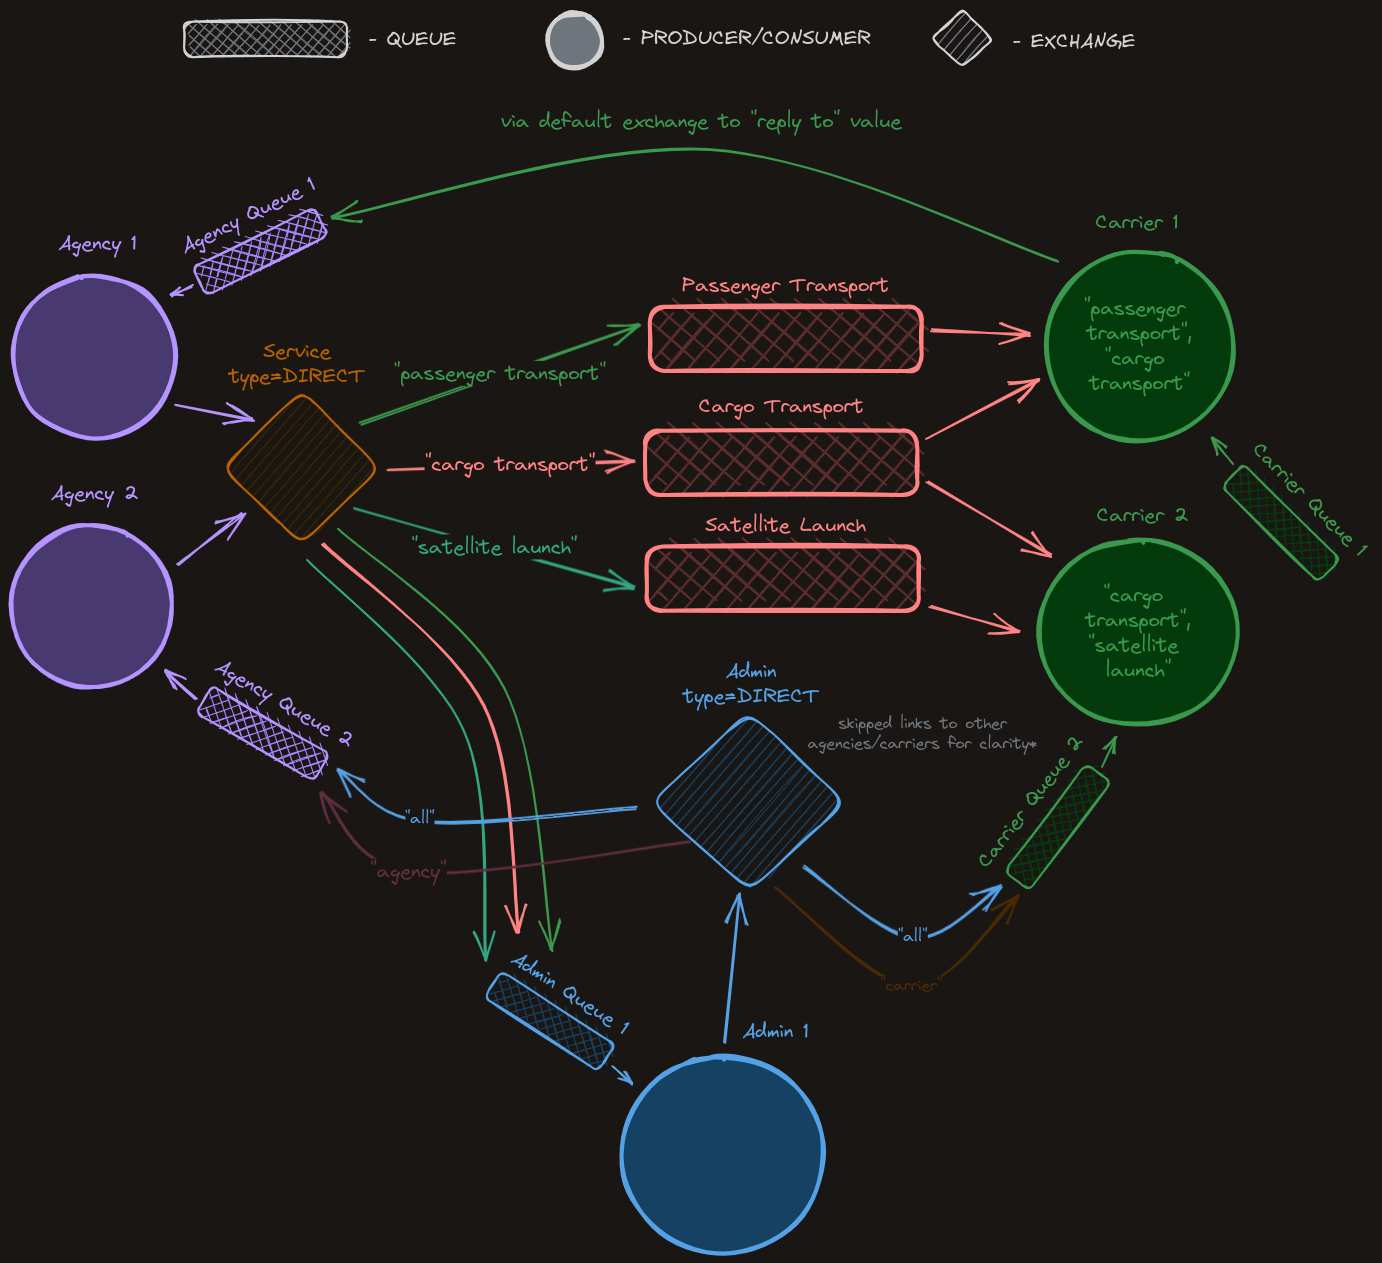 - QUEUE
- PRODUCER/CONSUMER
- EXCHANGE
via default exchange to "reply to" value
Agency Queue 1
Agency 1
Carrier 1
Passenger Transport
"passenger
transport",
"cargo
transport"
Service
type=DIRECT
"passenger transport"
Cargo Transport
"cargo transport"
Carrier Queue 1
Agency 2
Satellite Launch
Carrier 2
"satellite launch"
"cargo
transport",
"satellite
launch"
Agency Queue 2
Admin
type=DIRECT
skipped links to other
agencies/carriers for clarity*
Carrier Queue 2
"all"
"agency"
"all"
"carrier"
Admin Queue 1
Admin 1